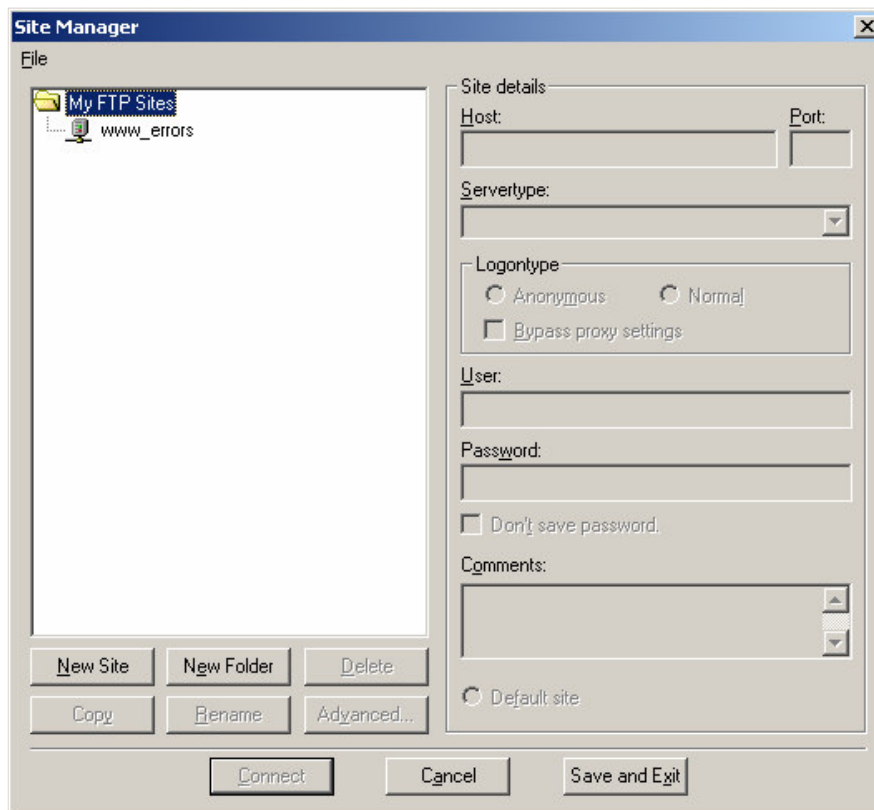 Site Manager
File
My FTP Sites
www_errors
New Site New Folder Delete
Copy Rename Advanced...
Site details
Host: Port:
Servertype:
Logontype
Anonymous Normal
Bypass proxy settings
User:
Password:
Don't save password.
Comments:
Default site
Connect Cancel Save and Exit